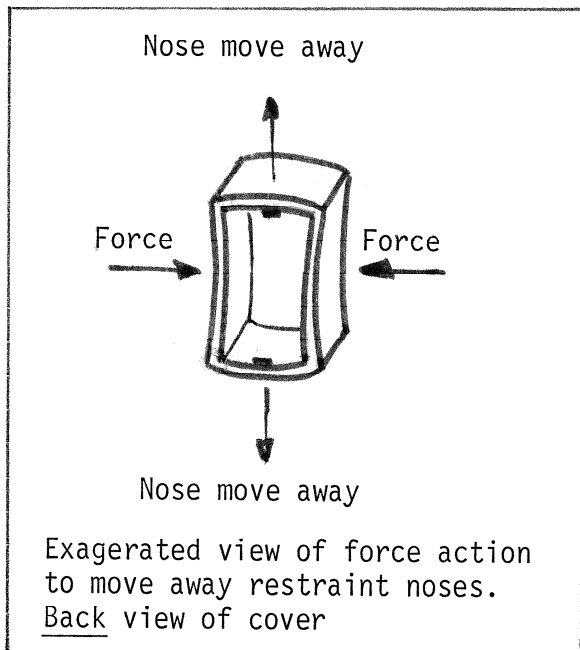 Nose move away
Force
Force
Nose move away
Exagerated view of force action
to move away restraint noses.
Back view of cover